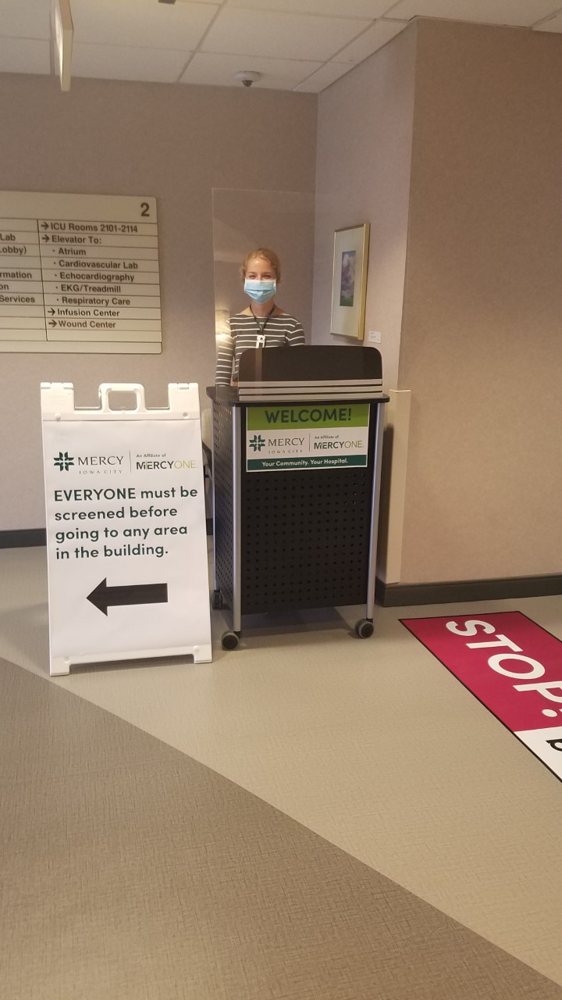 2
Lab
Lobby)
rmation
on
Services
→ICU Rooms 2101-2114
→Elevator To:
• Atrium
• Cardiovascular Lab
• Echocardiography
• EKG/Treadmill
• Respiratory Care
→Infusion Center
→Wound Center
MERCY
IOWA CITY
An Affiliate of
MERCYONE
EVERYONE must be
screened before
going to any area
in the building.
WELCOME!
MERCY
IOWA CITY
An Affiliate of
MERCYONE
Your Community. Your Hospital.
STOP!